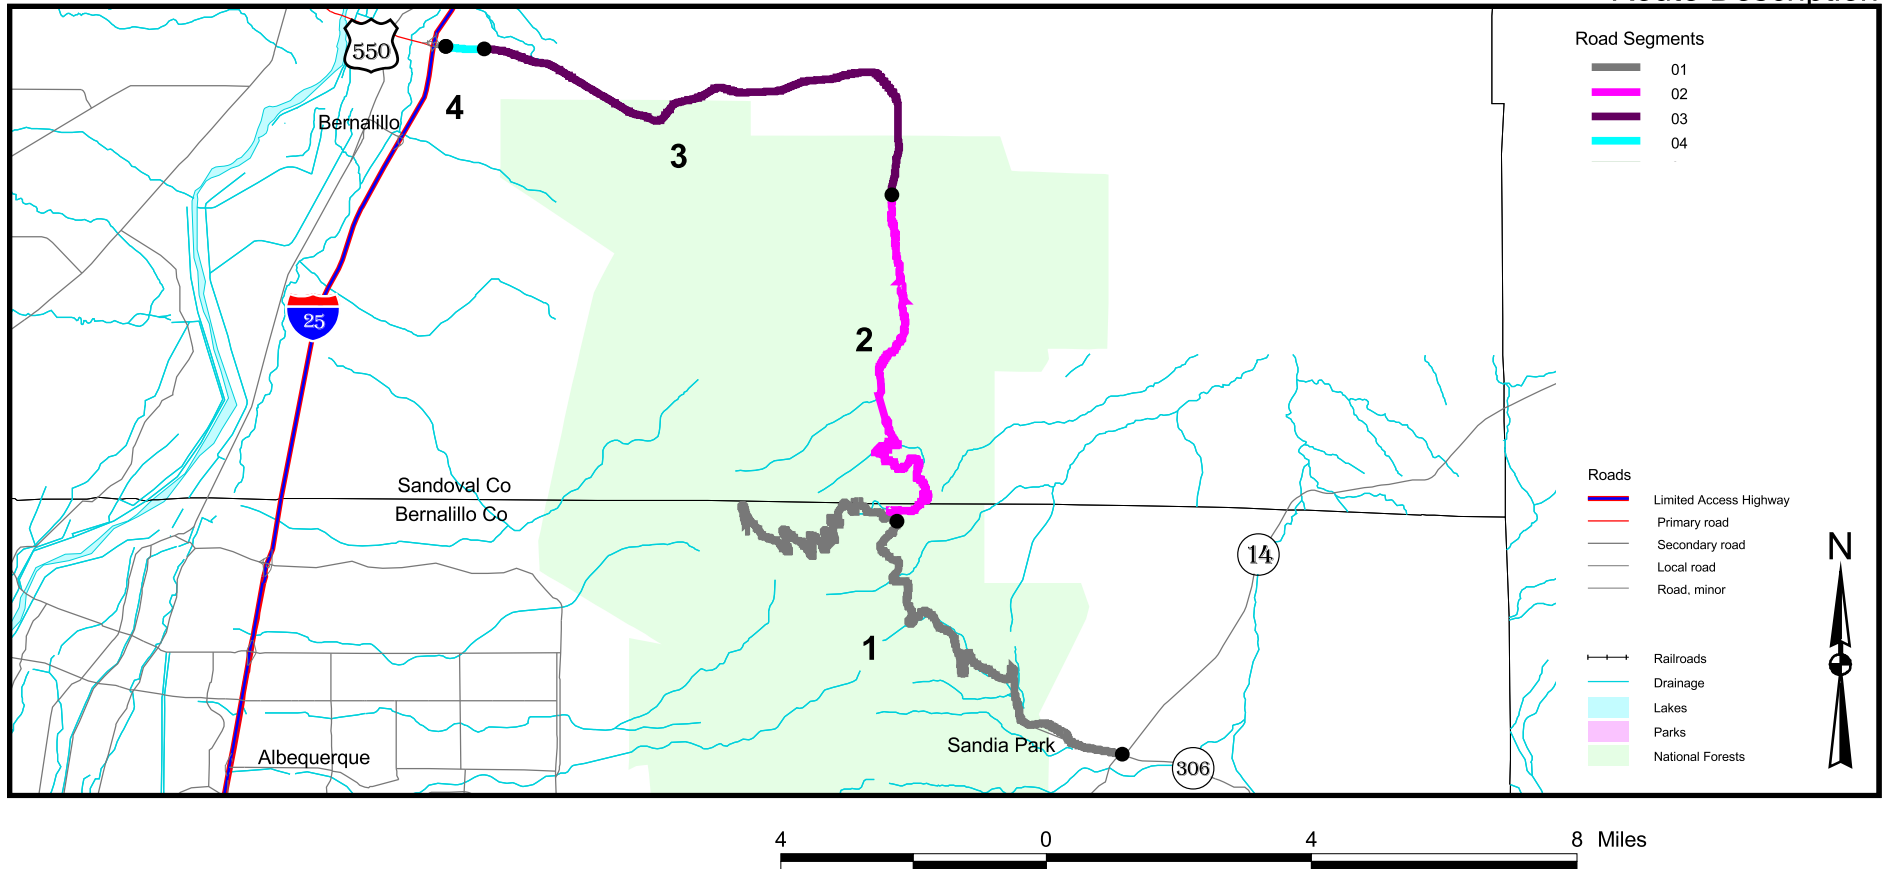 Route Description
Road Segments
01
02
03
04
550
4
Bernalillo
3
25
2
Sandoval Co
Bernalillo Co
14
1
Sandia Park
306
Albequerque
Roads
Limited Access Highway
Primary road
Secondary road
Local road
Road, minor
Railroads
Drainage
Lakes
Parks
National Forests
N
4 0 4 8 Miles